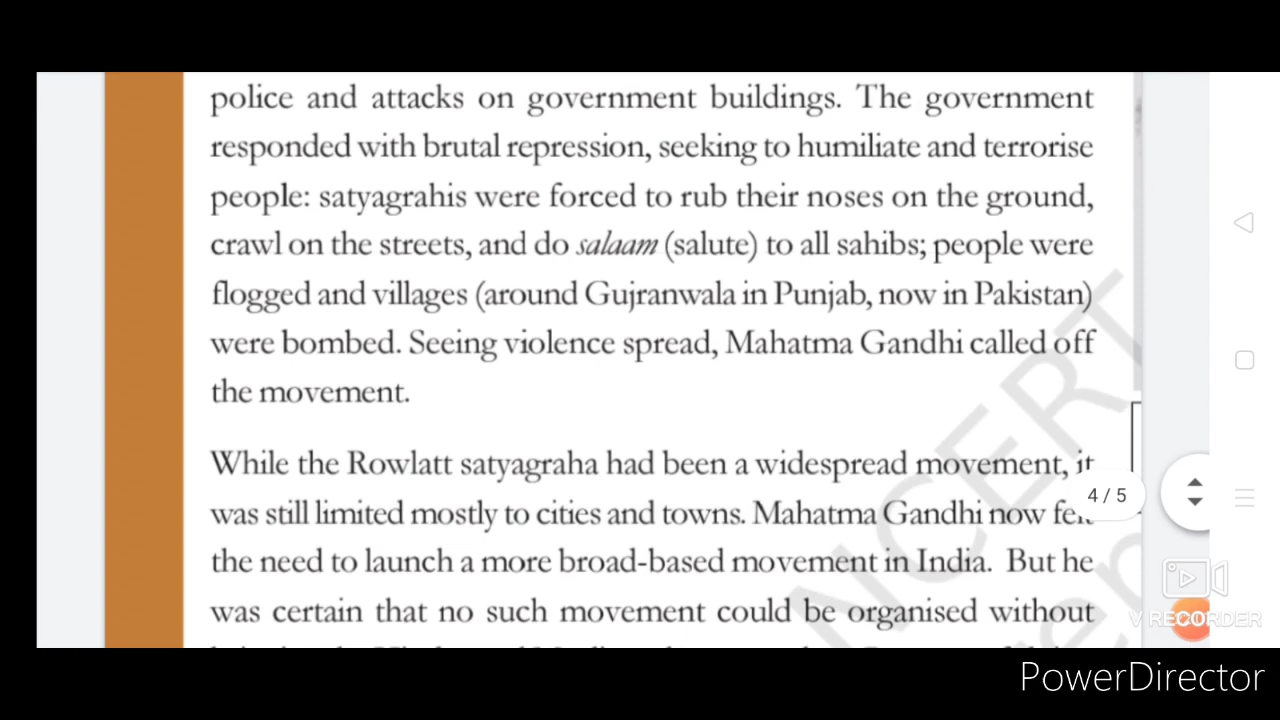 police and attacks on government buildings. The government
responded with brutal repression, seeking to humiliate and terrorise
people: satyagrahis were forced to rub their noses on the ground,
crawl on the streets, and do salaam (salute) to all sahibs; people were
flogged and villages (around Gujranwala in Punjab, now in Pakistan)
were bombed. Seeing violence spread, Mahatma Gandhi called off
the movement.
While the Rowlatt satyagraha had been a widespread movement, it
was still limited mostly to cities and towns. Mahatma Gandhi now felt
the need to launch a more broad-based movement in India. But he
was certain that no such movement could be organised without
4 / 5
NCERT
V RECORDER
PowerDirector